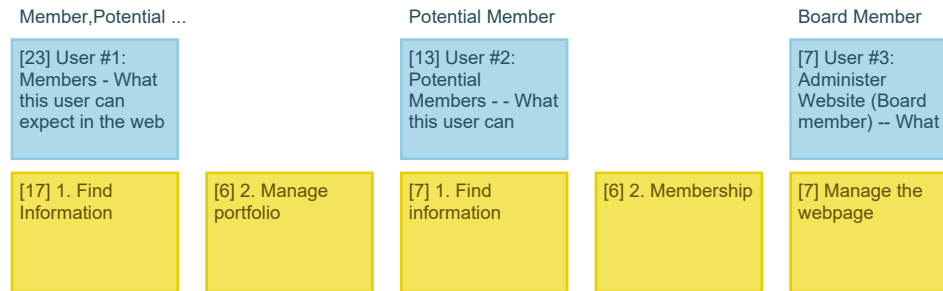 Member,Potential ...
Potential Member
Board Member
[23] User #1:
Members - What
this user can
expect in the web
[13] User #2:
Potential
Members - - What
this user can
[7] User #3:
Administer
Website (Board
member) -- What
[17] 1. Find
Information
[6] 2. Manage
portfolio
[7] 1. Find
information
[6] 2. Membership
[7] Manage the
webpage